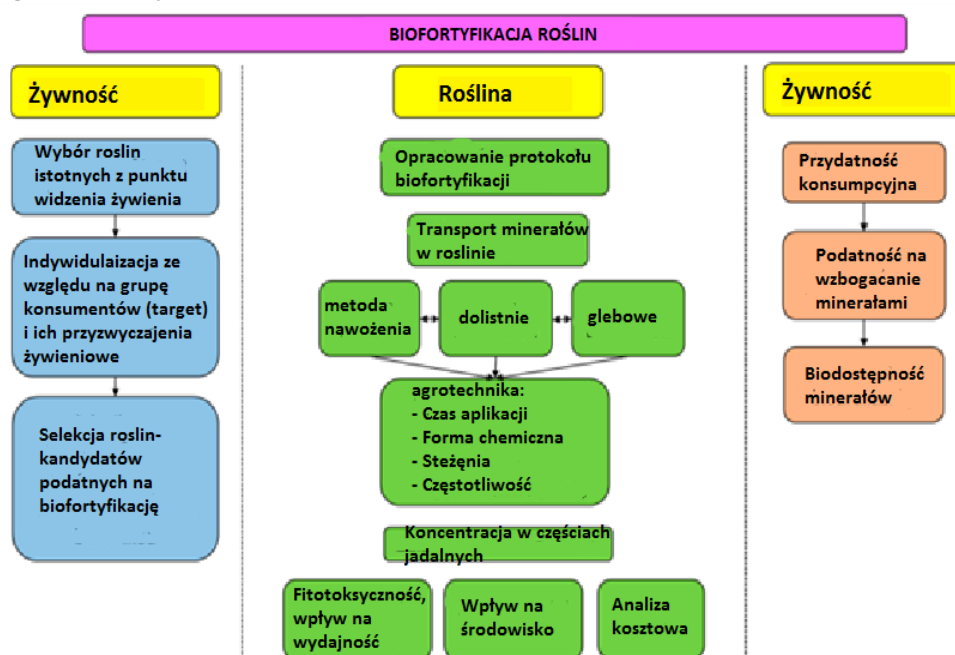 BIOFORTYFIKACJA ROŚLIN
Żywność
Wybór roslin
istotnych z punktu
widzenia żywienia
Indywidulaizacja ze
względu na grupę
konsumentów (target)
i ich przyzwyczajenia
żywieniowe
Selekcja roslin-
kandydatów
podatnych na
biofortyfikację
Roślina
Opracowanie protokołu
biofortyfikacji
Transport minerałów
w roslinie
metoda
nawożenia
dolistnie
glebowe
agrotechnika:
- Czas aplikacji
- Forma chemiczna
- Steżęnia
- Częstotliwość
Koncentracja w częściach
jadalnych
Fitotoksyczność,
wpływ na
wydajność
Wpływ na
środowisko
Analiza
kosztowa
Żywność
Przydatność
konsumpcyjna
Podatność na
wzbogacanie
minerałami
Biodostępność
minerałów